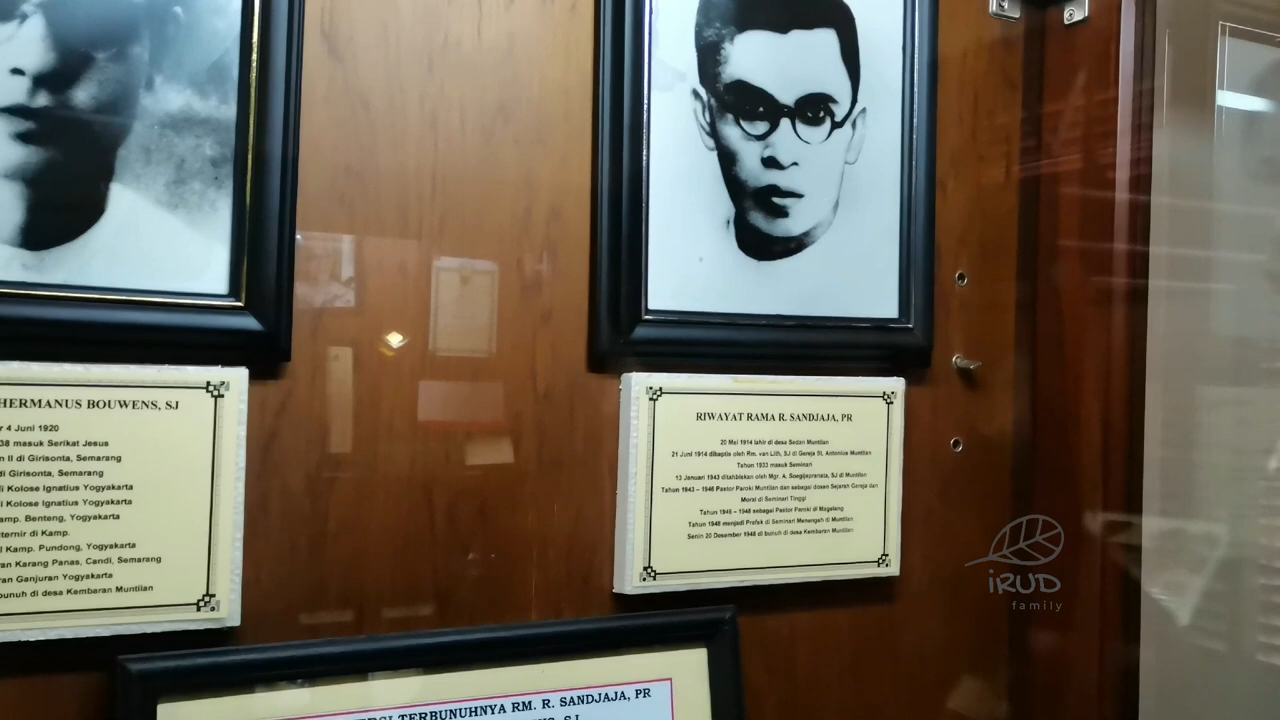 HERMANUS BOUWENS, SJ
r 4 Juni 1920
38 masuk Serikat Jesus
n II di Girisonta, Semarang
di Girisonta, Semarang
di Kolose Ignatius Yogyakarta
i Kolose Ignatius Yogyakarta
amp. Benteng, Yogyakarta
nternir di Kamp.
l Kamp. Pundong, Yogyakarta
ran Karang Panas, Candi, Semarang
ran Ganjuran Yogyakarta
bunuh di desa Kembaran Muntilan
RIWAYAT RAMA R. SANDJAJA, PR
20 Mei 1914 lahir di desa Sedan Muntilan
21 Juni 1914 dibaptis oleh Rm. van Lith, SJ di Gereja St. Antonius Muntilan
Tahun 1933 masuk Seminari
13 Januari 1943 ditahbiskan oleh Mgr. A. Soegijapranata, SJ di Muntilan
Tahun 1943 – 1946 Pastor Paroki Muntilan dan sebagai dosen Sejarah Gereja dan
Moral di Seminari Tinggi
Tahun 1946 – 1948 sebagai Pastor Paroki di Magelang
Tahun 1948 menjadi Prefek di Seminari Menengah di Muntilan
Senin 20 Desember 1948 di bunuh di desa Kembaran Muntilan
TERBUNUHNYA RM. R. SANDJAJA, PR
SJ
iRUD
family